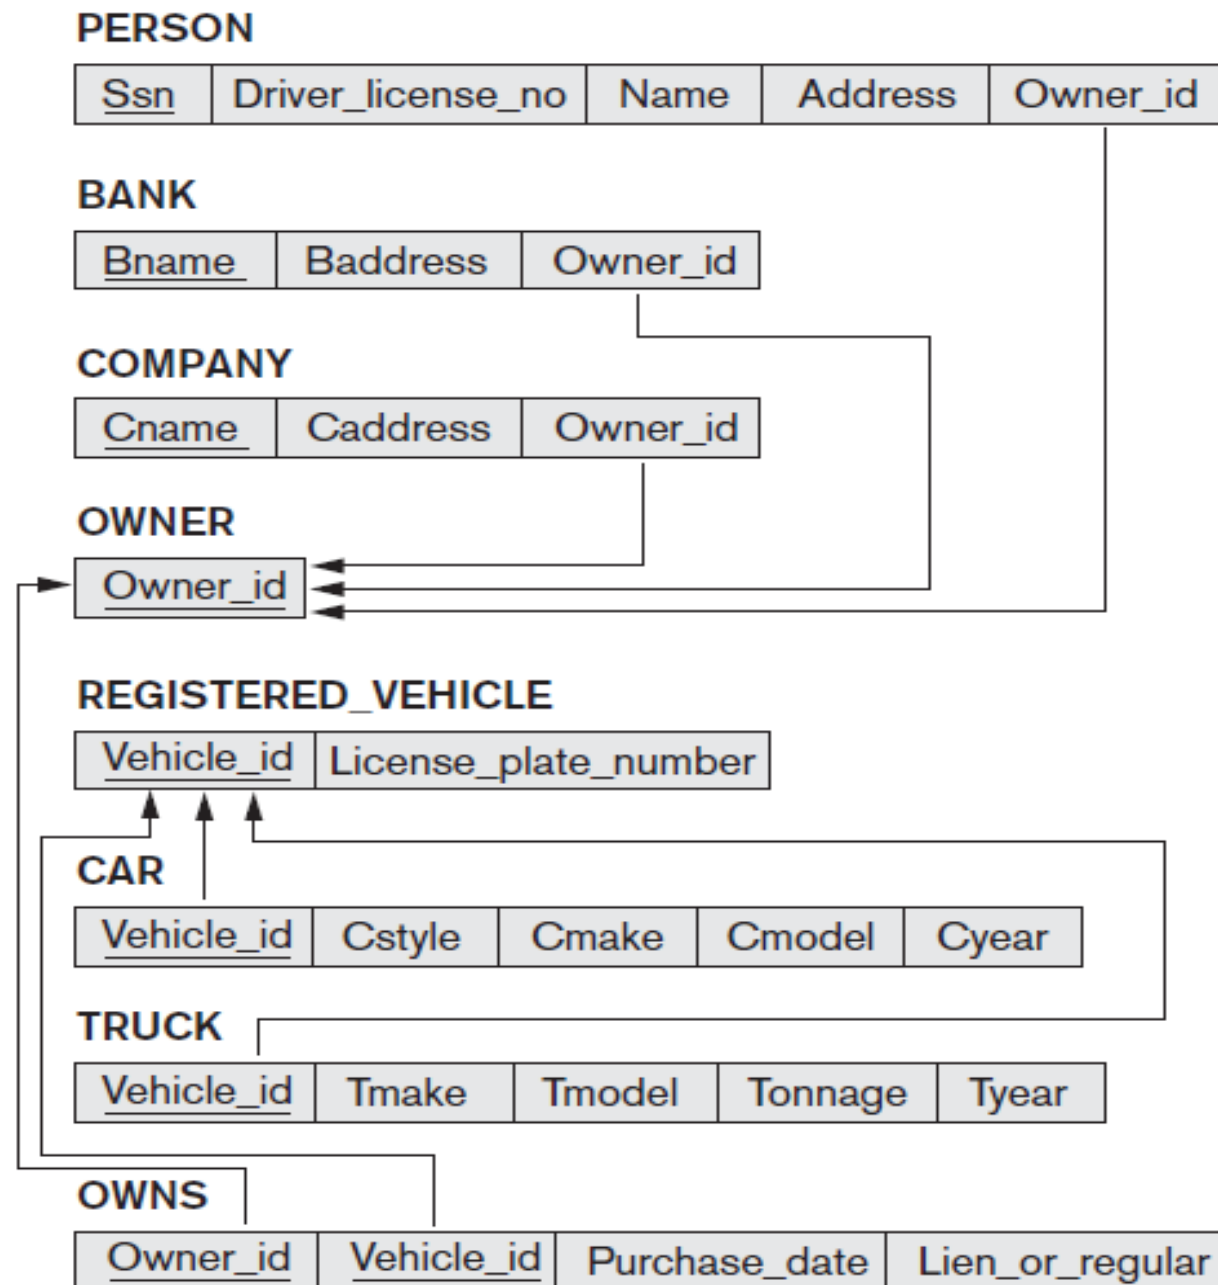 PERSON
Ssn Driver_license_no Name Address Owner_id
BANK
Bname Baddress Owner_id
COMPANY
Cname Caddress Owner_id
OWNER
Owner_id
REGISTERED_VEHICLE
Vehicle_id License_plate_number
CAR
Vehicle_id Cstyle Cmake Cmodel Cyear
TRUCK
Vehicle_id Tmake Tmodel Tonnage Tyear
OWNS
Owner_id Vehicle_id Purchase_date Lien_or_regular